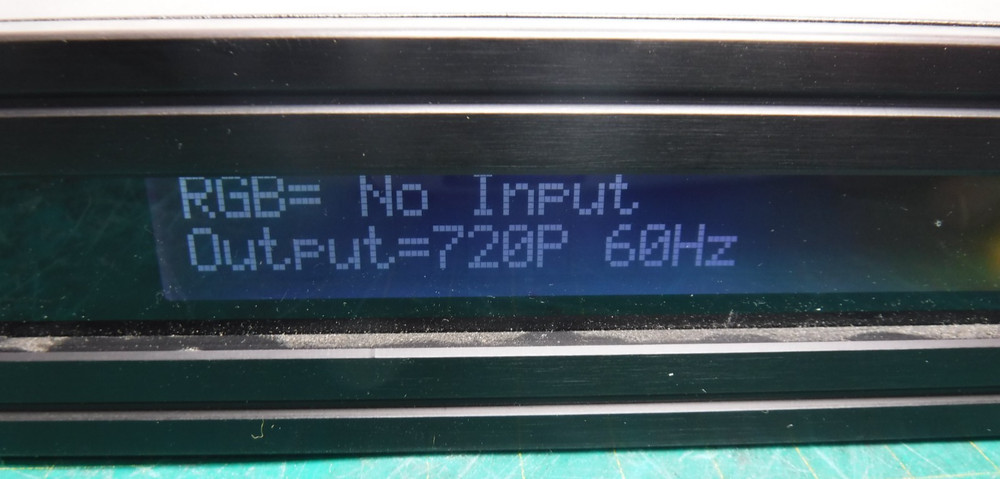 RGB= No Input
Output=720P 60Hz